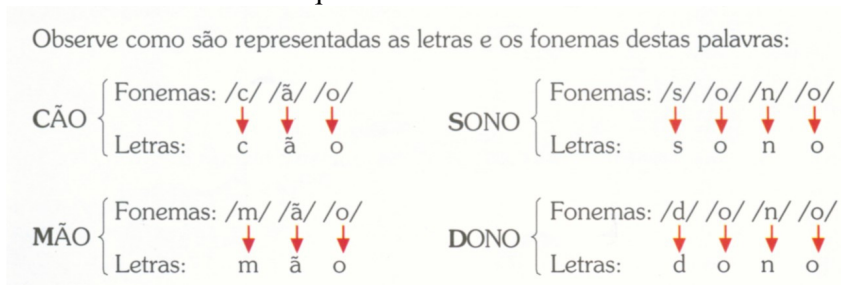 Observe como são representadas as letras e os fonemas destas palavras:
CÃO
Fonemas: /c/ /ã/ /o/
Letras: c ã o
SONO
Fonemas: /s/ /o/ /n/ /o/
Letras: s o n o
MÃO
Fonemas: /m/ /ã/ /o/
Letras: m ã o
DONO
Fonemas: /d/ /o/ /n/ /o/
Letras: d o n o